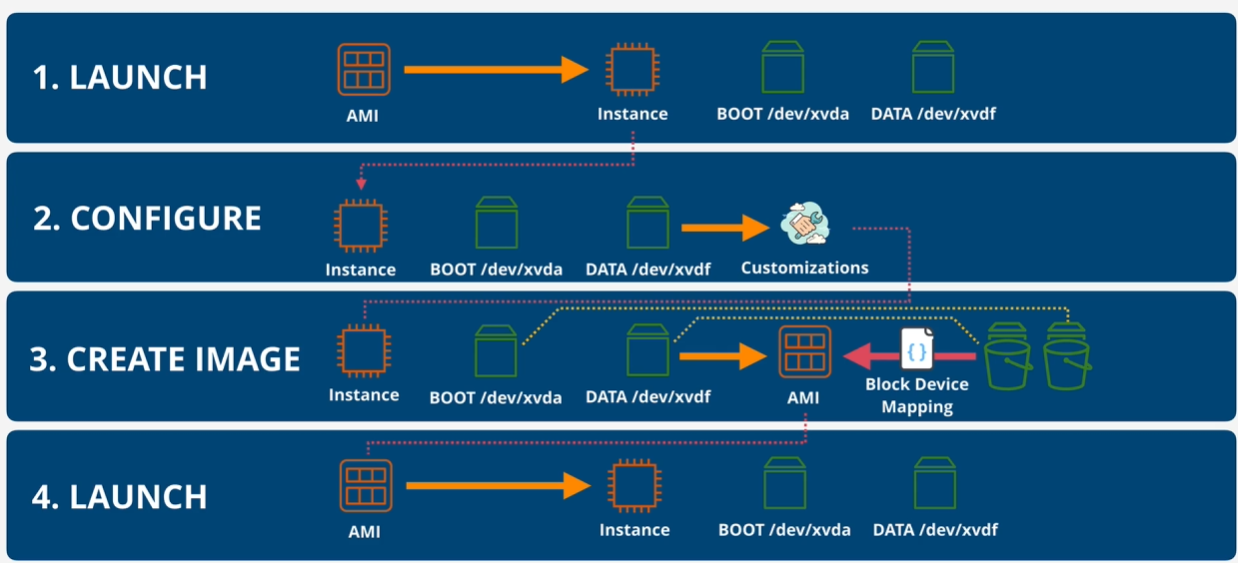 1. LAUNCH
AMI
Instance
BOOT /dev/xvda
DATA /dev/xvdf
2. CONFIGURE
Instance
BOOT /dev/xvda
DATA /dev/xvdf
Customizations
3. CREATE IMAGE
Instance
BOOT /dev/xvda
DATA /dev/xvdf
AMI
{ }
Block Device
Mapping
4. LAUNCH
AMI
Instance
BOOT /dev/xvda
DATA /dev/xvdf